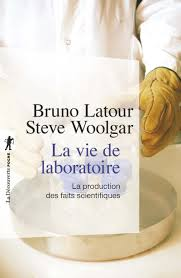 Bruno Latour
Steve Woolgar
La vie de
laboratoire
La production
des faits scientifiques
La Découverte POCHE